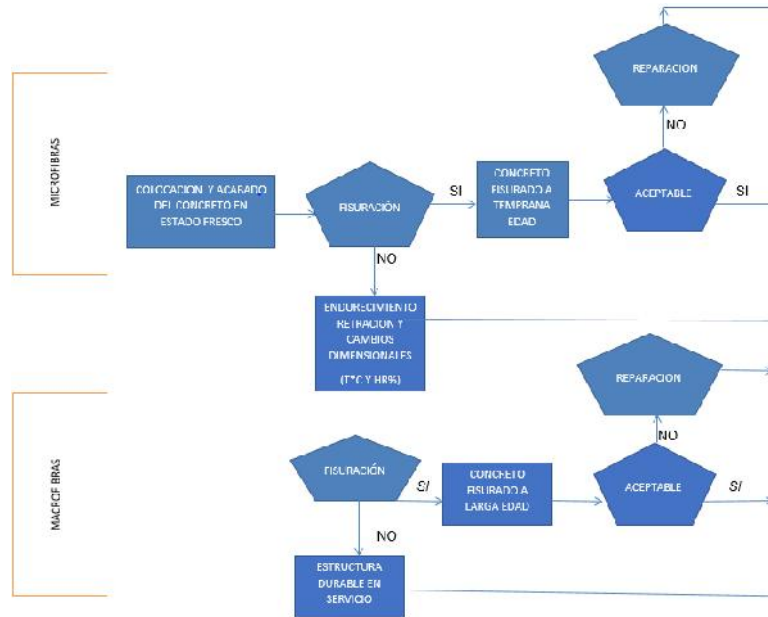 MICROFIBRAS
REPARACION
NO
COLOCACION Y ACABADO
DEL CONCRETO EN
ESTADO FRESCO
FISURACIÓN
SI
CONCRETO
FISURADO A
TEMPRANA
EDAD
ACEPTABLE
SI
NO
ENDURECIMIENTO
RETRACION Y
CAMBIOS
DIMENSIONALES
(T°C Y HR%)
MACROFIBRAS
REPARACION
NO
FISURACIÓN
SI
CONCRETO
FISURADO A
LARGA EDAD
ACEPTABLE
SI
NO
ESTRUCTURA
DURABLE EN
SERVICIO